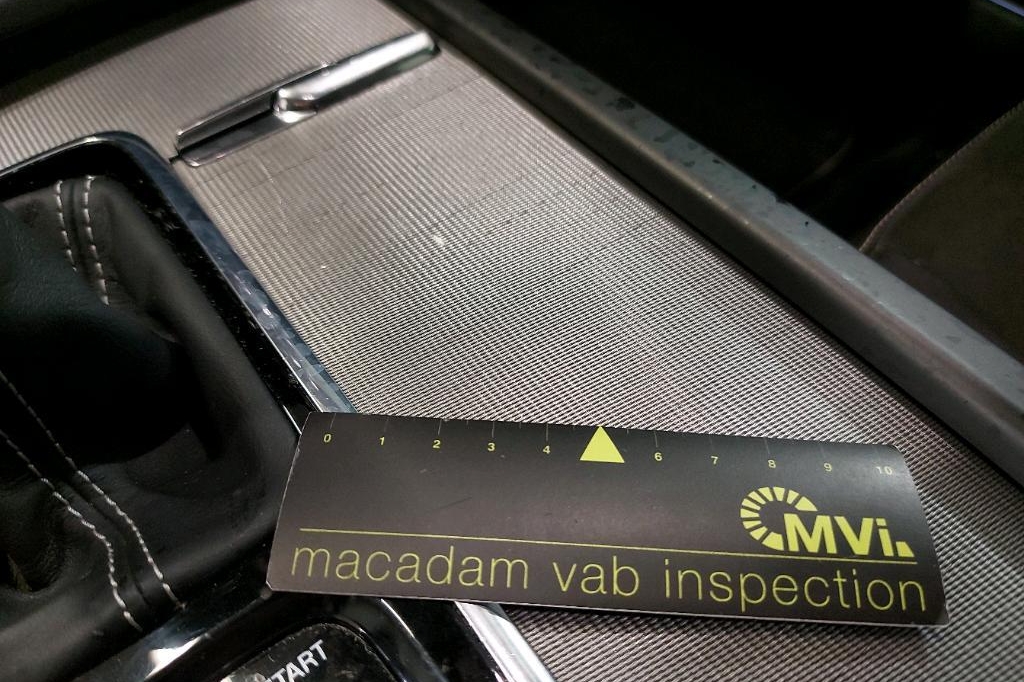 0 1 2 3 4 6 7 8 9 10
MVi.
macadam vab inspection
START